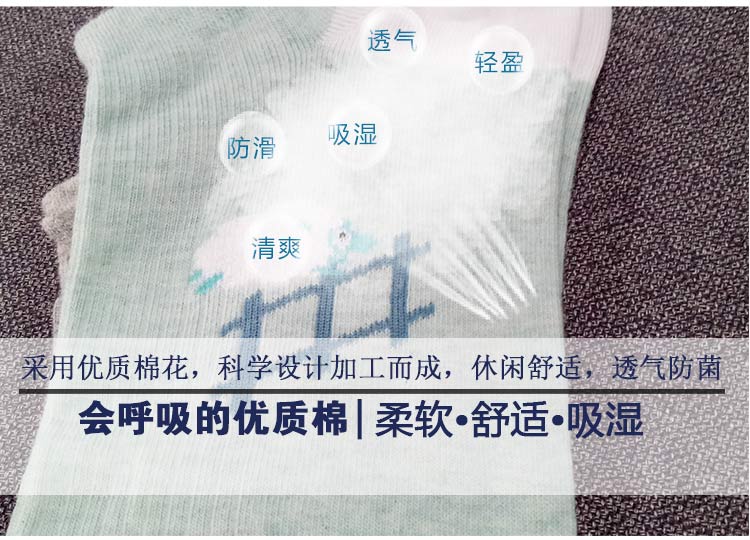 透气
轻盈
防滑
吸湿
清爽
采用优质棉花，科学设计加工而成，休闲舒适，透气防菌
会呼吸的优质棉|柔软•舒适•吸湿